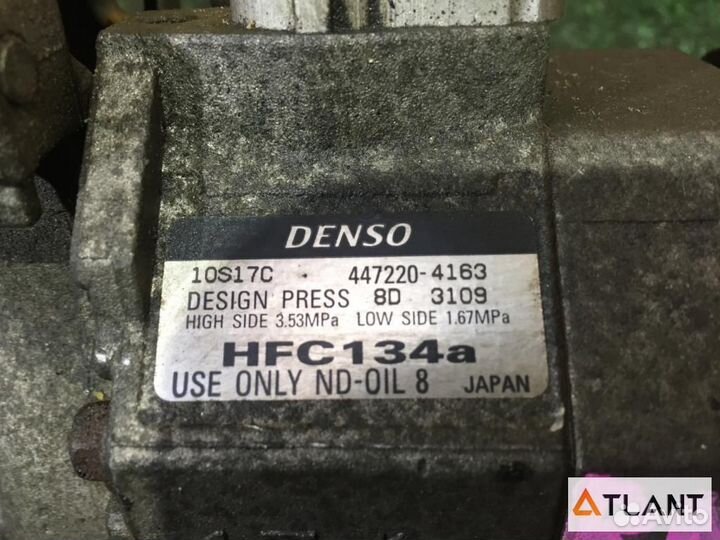 DENSO
10S17C · 447220-4163
DESIGN PRESS 8D 3109
HIGH SIDE 3.53MPa LOW SIDE 1.67MPa
HFC134a
USE ONLY ND-OIL 8 JAPAN
ATLANT
Avito